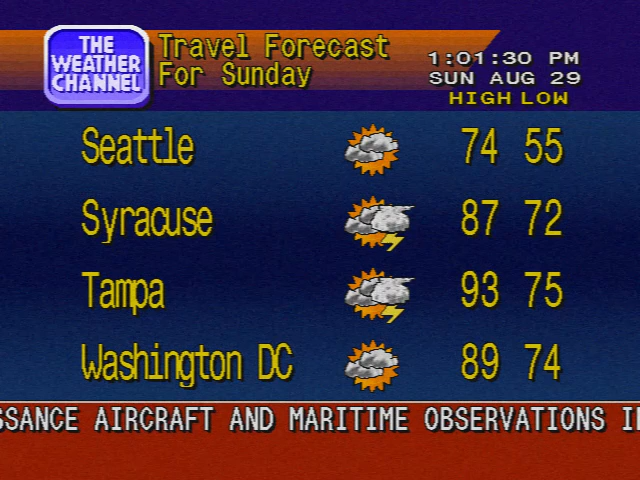 THE
WEATHER
CHANNEL
Travel Forecast
For Sunday
1:01:30 PM
SUN AUG 29
HIGH LOW
Seattle 74 55
Syracuse 87 72
Tampa 93 75
Washington DC 89 74
SSANCE AIRCRAFT AND MARITIME OBSERVATIONS I